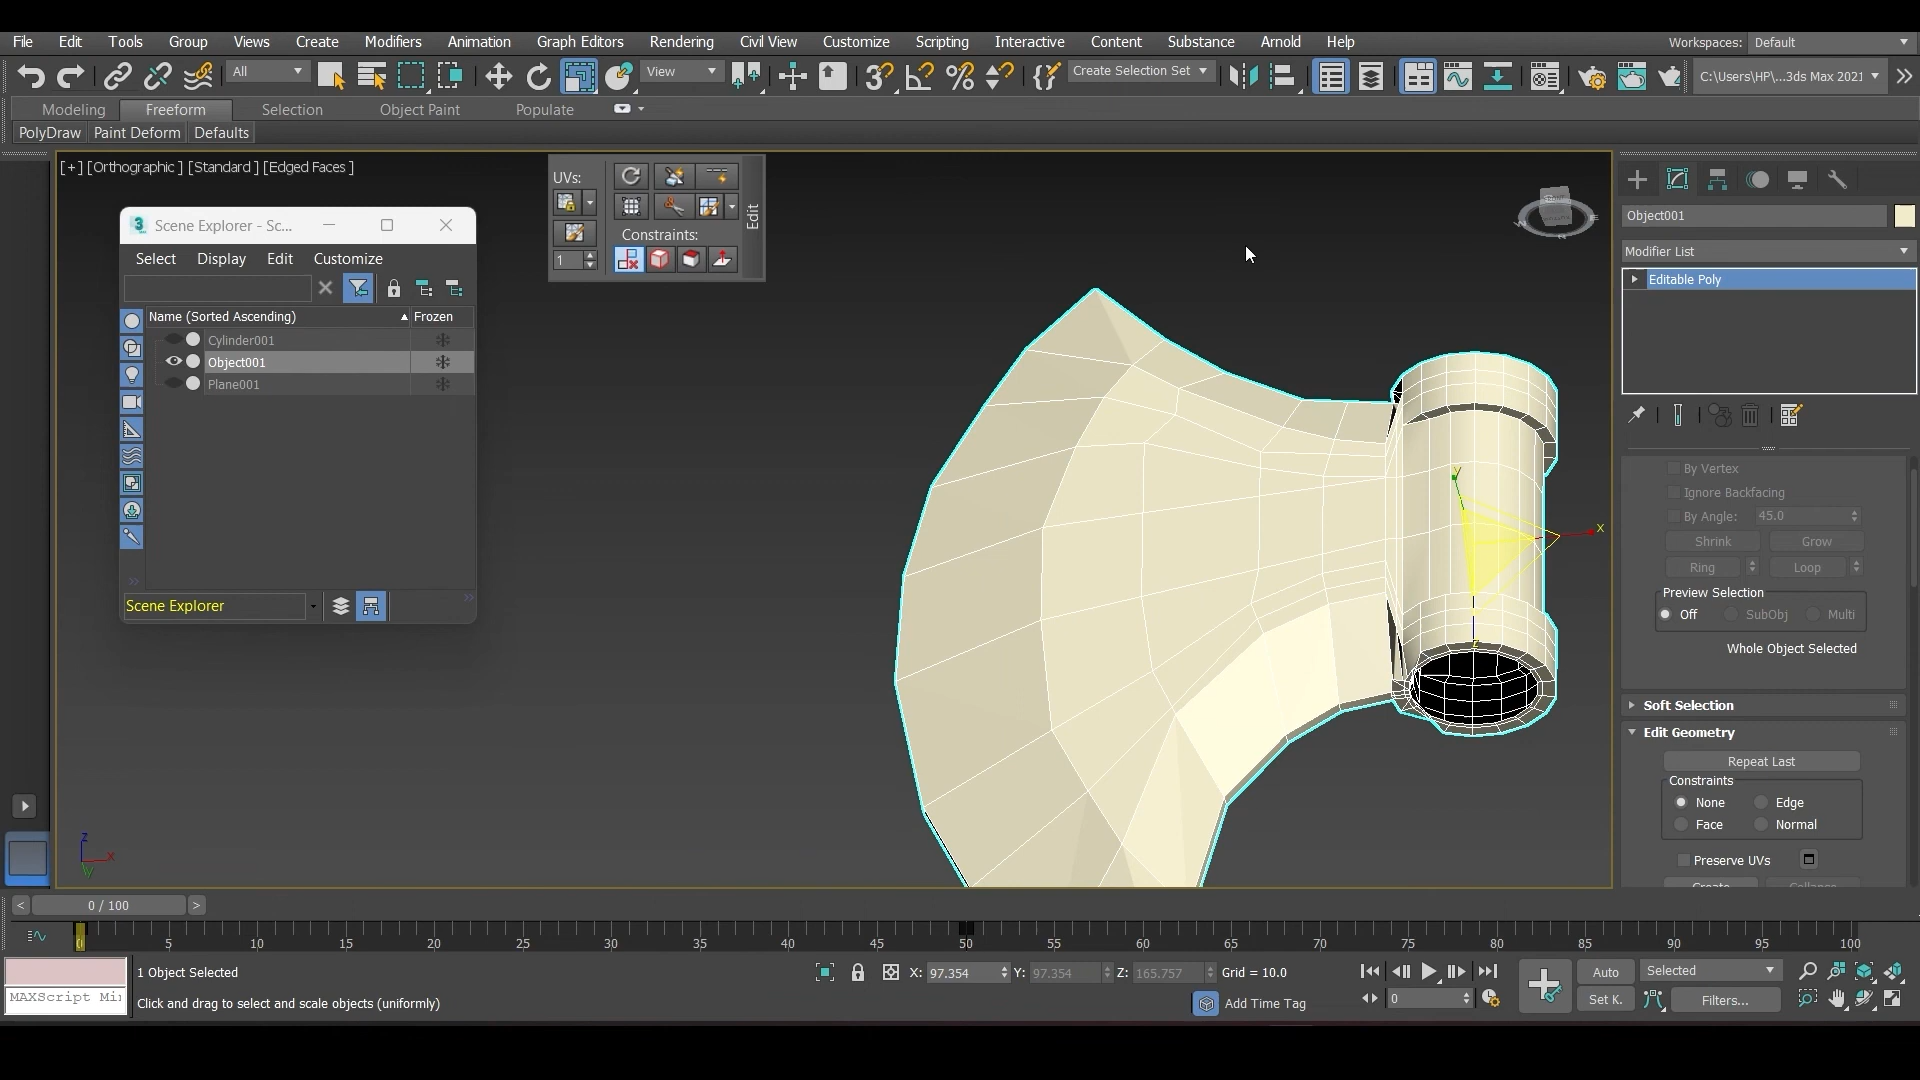 File Edit Tools Group Views Create Modifiers Animation Graph Editors Rendering Civil View Customize Scripting Interactive Content Substance Arnold Help Workspaces: Default
All View Create Selection Set C:\Users\HP\...3ds Max 2021
Modeling Freeform Selection Object Paint Populate
PolyDraw Paint Deform Defaults
[+] [Orthographic ] [Standard ] [Edged Faces ]
UVs:
Constraints:
1
Edit
Scene Explorer - Sc...
Select Display Edit Customize
Name (Sorted Ascending) Frozen
Cylinder001
Object001
Plane001
Scene Explorer
y
x
z
z
x
y
Object001
Modifier List
Editable Poly
By Vertex
Ignore Backfacing
By Angle: 45.0
Shrink Grow
Ring Loop
Preview Selection
Off SubObj Multi
Whole Object Selected
Soft Selection
Edit Geometry
Repeat Last
Constraints
None Edge
Face Normal
Preserve UVs
Create Collapse
< 0 / 100 >
5 10 15 20 25 30 35 40 45 50 55 60 65 70 75 80 85 90 95 100
1 Object Selected X: 97.354 Y: 97.354 Z: 165.757 Grid = 10.0 Auto Selected
MAXScript Mi
Click and drag to select and scale objects (uniformly) Add Time Tag 0 Set K. Filters...